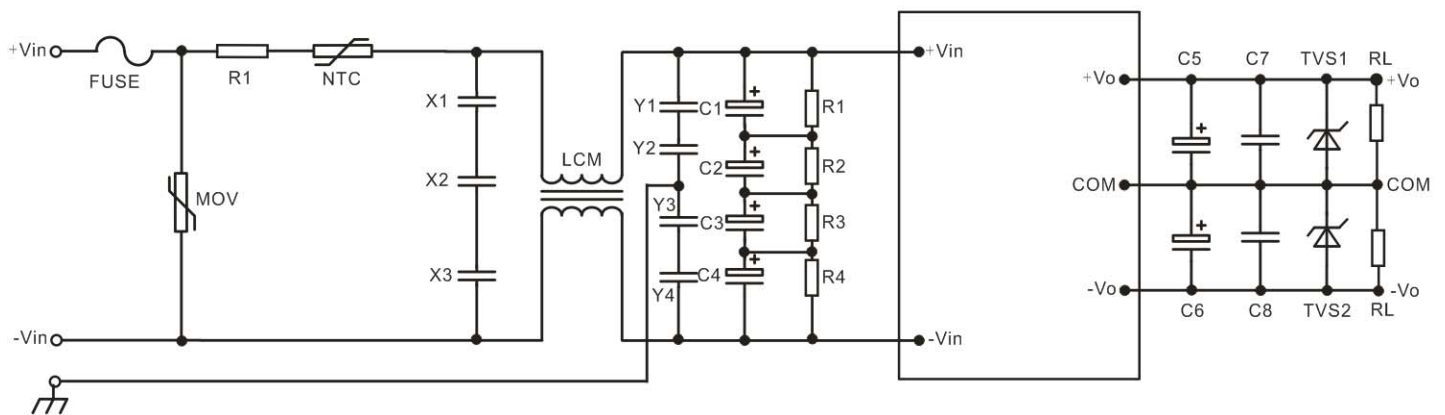 +Vin
FUSE
R1
NTC
MOV
X1
X2
X3
LCM
Y1
Y2
Y3
Y4
C1
+
C2
+
C3
+
C4
+
R1
R2
R3
R4
+Vin
-Vin
-Vin
+Vo
COM
-Vo
C5
C7
TVS1
RL
+Vo
+
COM
+
-Vo
C6
C8
TVS2
RL